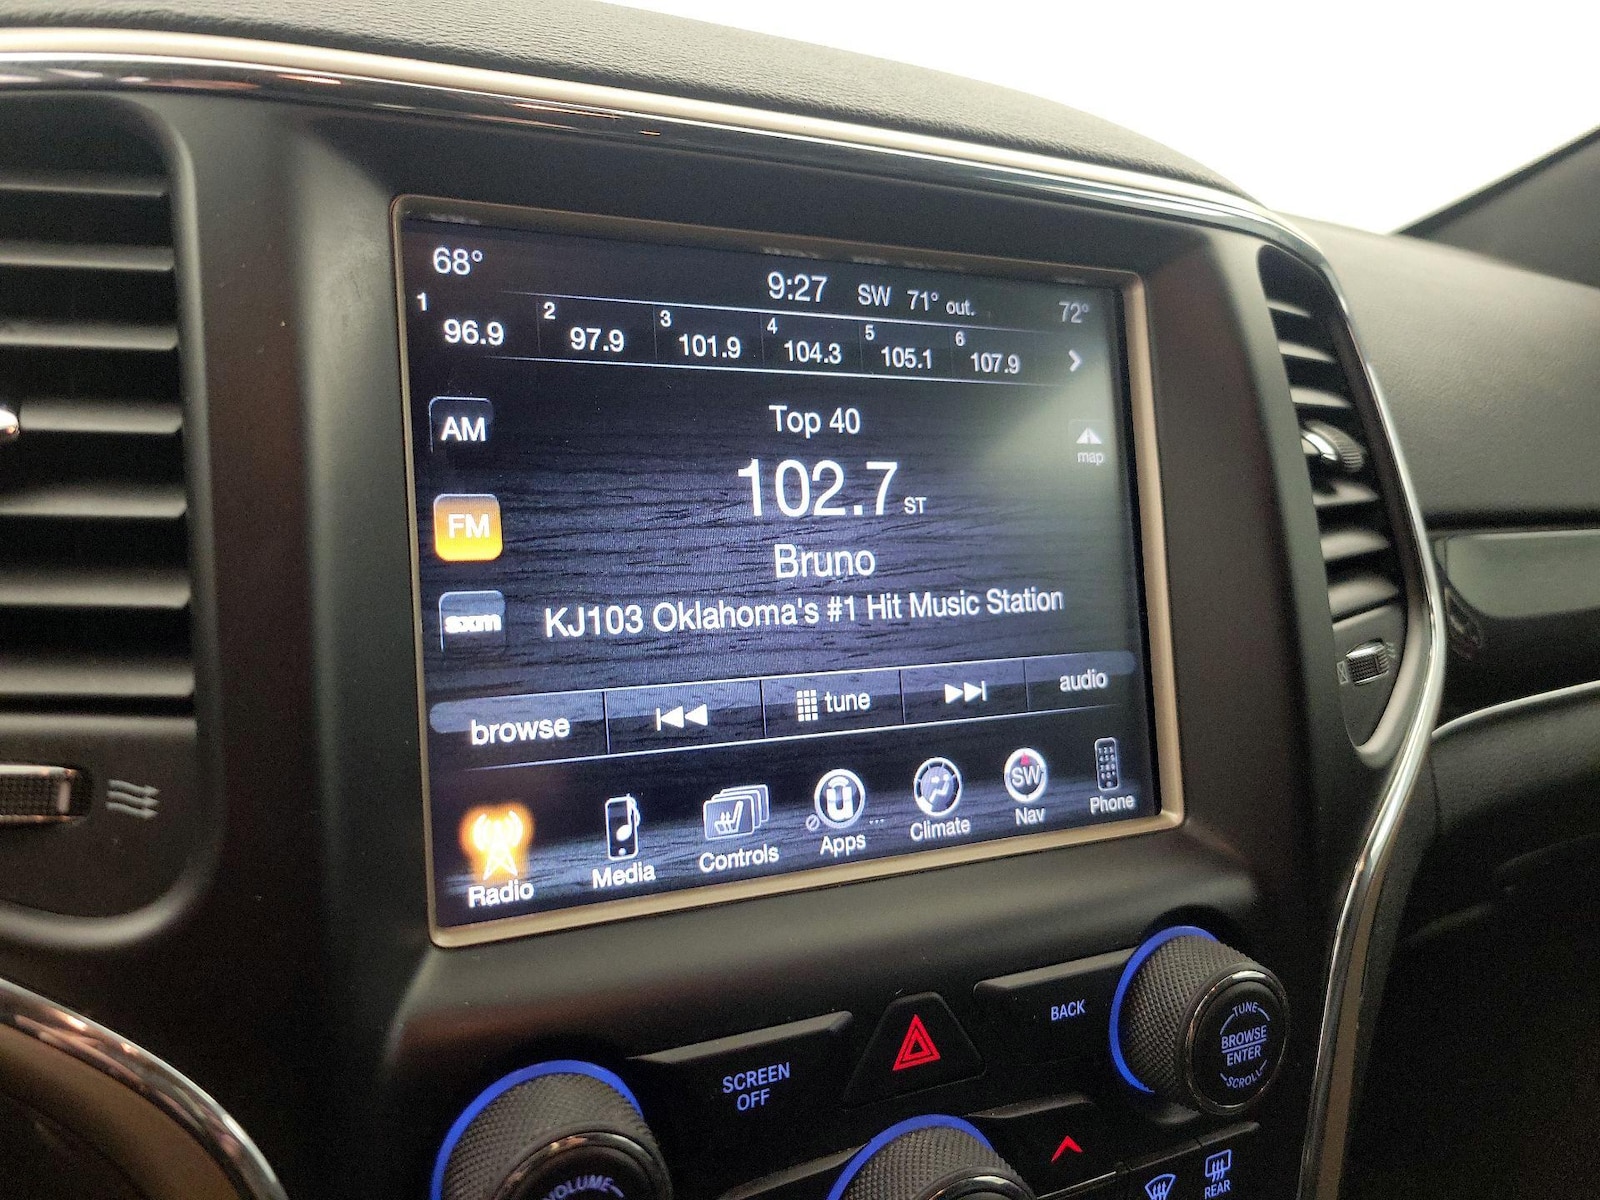 68°
9:27 SW 71° out. 72°
1 96.9 2 97.9 3 101.9 4 104.3 5 105.1 6 107.9
AM
Top 40
map
102.7 ST
FM
Bruno
sxm
KJ103 Oklahoma's #1 Hit Music Station
browse tune audio
Radio Media Controls Apps Climate SW Nav Phone
SCREEN
OFF
BACK
TUNE
BROWSE
ENTER
SCROLL
VOLUME
REAR